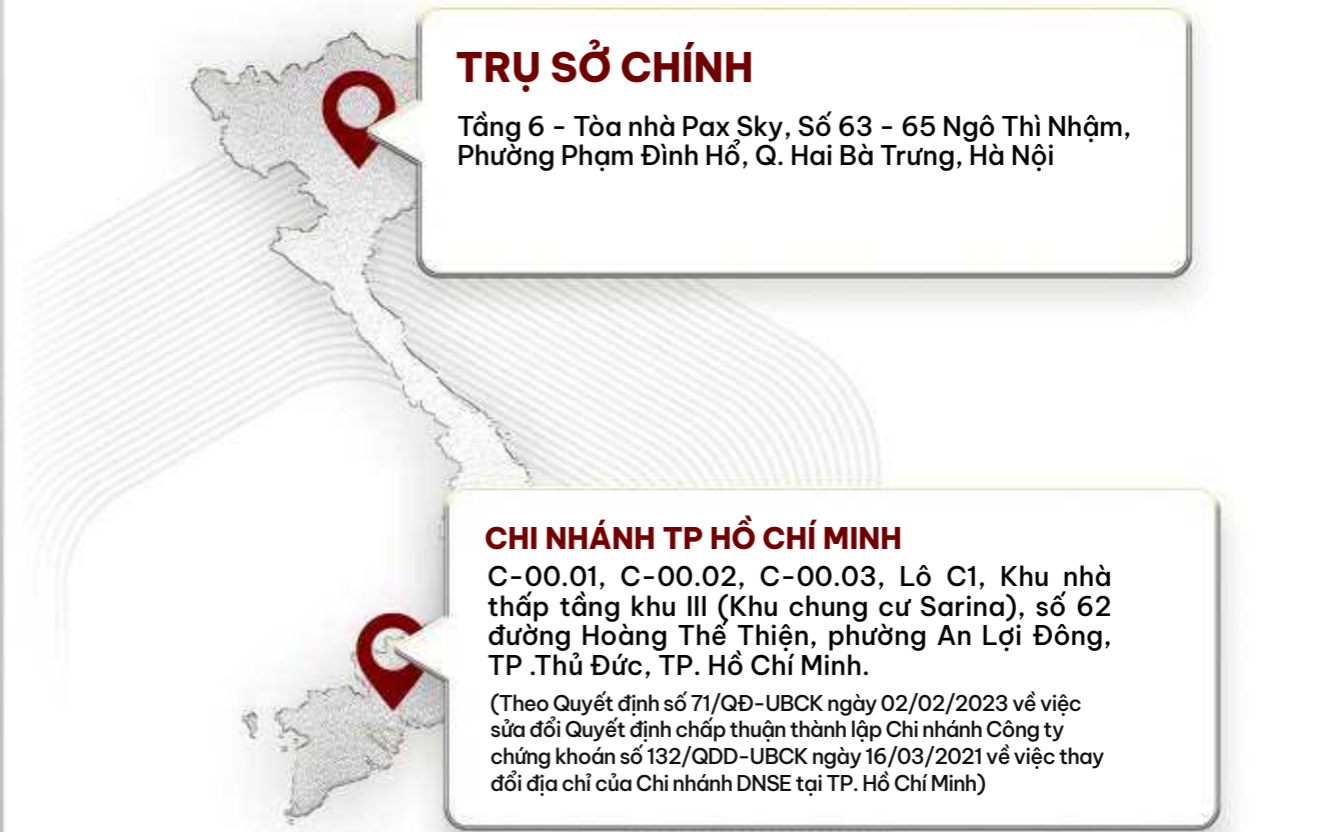 TRỤ SỞ CHÍNH
Tầng 6 - Tòa nhà Pax Sky, Số 63 - 65 Ngô Thì Nhậm,
Phường Phạm Đình Hổ, Q. Hai Bà Trưng, Hà Nội
CHI NHÁNH TP HỒ CHÍ MINH
C-00.01, C-00.02, C-00.03, Lô C1, Khu nhà
thấp tầng khu III (Khu chung cư Sarina), số 62
đường Hoàng Thế Thiện, phường An Lợi Đông,
TP .Thủ Đức, TP. Hồ Chí Minh.
(Theo Quyết định số 71/QĐ-UBCK ngày 02/02/2023 về việc
sửa đổi Quyết định chấp thuận thành lập Chi nhánh Công ty
chứng khoán số 132/QDD-UBCK ngày 16/03/2021 về việc thay
đổi địa chỉ của Chi nhánh DNSE tại TP. Hồ Chí Minh)